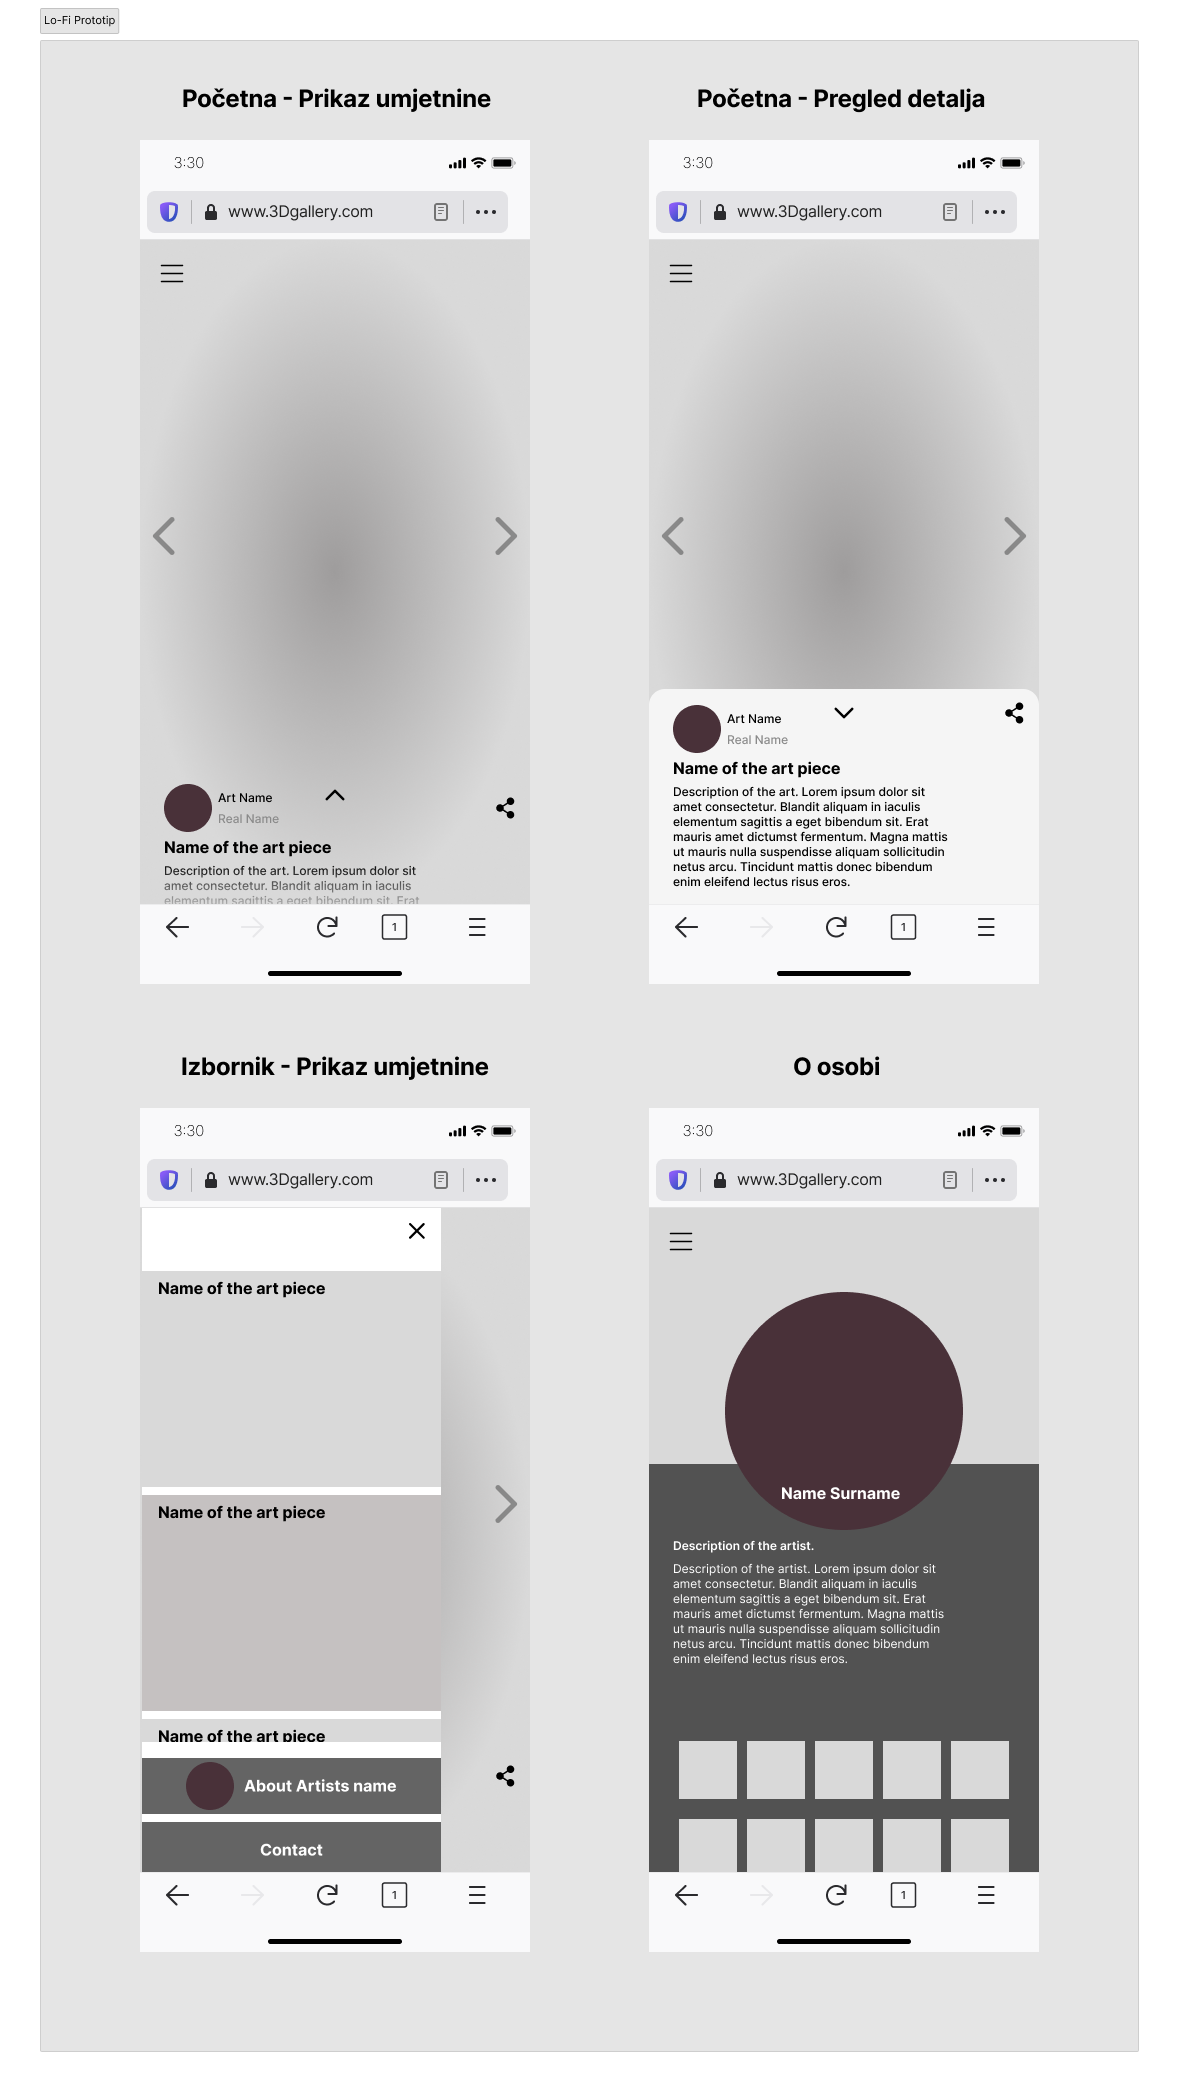 Lo-Fi Prototip
Početna - Prikaz umjetnine
3:30
www.3Dgallery.com
Art Name
Real Name
Name of the art piece
Description of the art. Lorem ipsum dolor sit
amet consectetur. Blandit aliquam in iaculis
elementum sagittis a eget bibendum sit. Erat
1
Početna - Pregled detalja
3:30
www.3Dgallery.com
Art Name
Real Name
Name of the art piece
Description of the art. Lorem ipsum dolor sit
amet consectetur. Blandit aliquam in iaculis
elementum sagittis a eget bibendum sit. Erat
mauris amet dictumst fermentum. Magna mattis
ut mauris nulla suspendisse aliquam sollicitudin
netus arcu. Tincidunt mattis donec bibendum
enim eleifend lectus risus eros.
1
Izbornik - Prikaz umjetnine
3:30
www.3Dgallery.com
Name of the art piece
Name of the art piece
Name of the art piece
About Artists name
Contact
1
O osobi
3:30
www.3Dgallery.com
Name Surname
Description of the artist.
Description of the artist. Lorem ipsum dolor sit
amet consectetur. Blandit aliquam in iaculis
elementum sagittis a eget bibendum sit. Erat
mauris amet dictumst fermentum. Magna mattis
ut mauris nulla suspendisse aliquam sollicitudin
netus arcu. Tincidunt mattis donec bibendum
enim eleifend lectus risus eros.
1